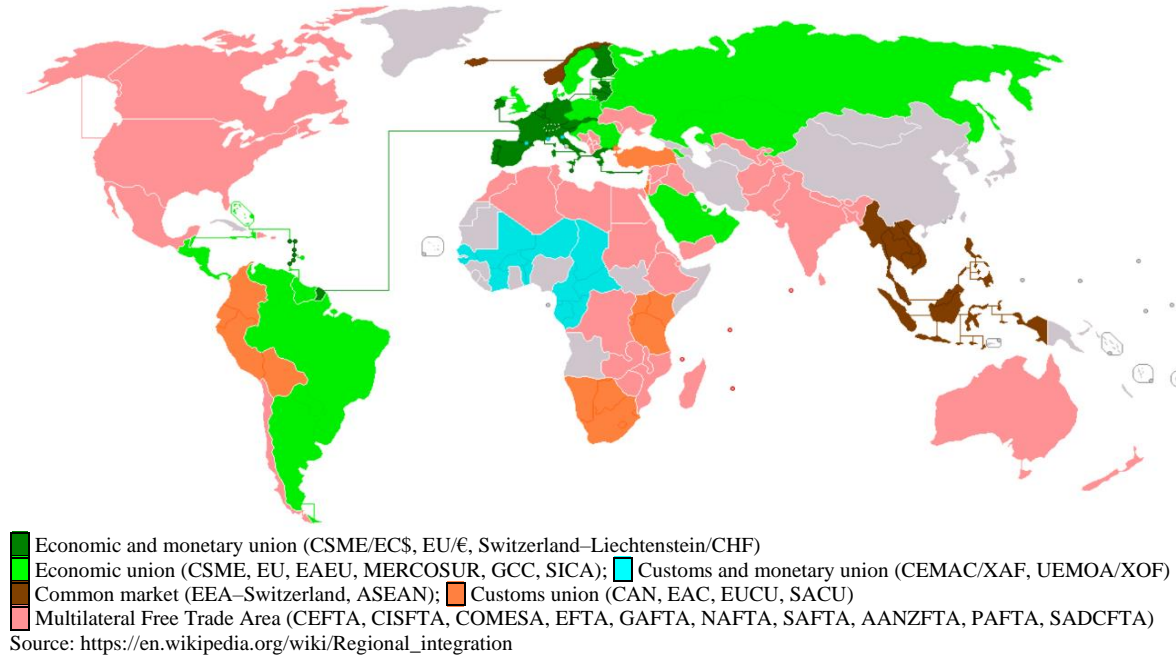 Economic and monetary union (CSME/EC$, EU/€, Switzerland–Liechtenstein/CHF)
Economic union (CSME, EU, EAEU, MERCOSUR, GCC, SICA); Customs and monetary union (CEMAC/XAF, UEMOA/XOF)
Common market (EEA–Switzerland, ASEAN); Customs union (CAN, EAC, EUCU, SACU)
Multilateral Free Trade Area (CEFTA, CISFTA, COMESA, EFTA, GAFTA, NAFTA, SAFTA, AANZFTA, PAFTA, SADCFTA)
Source: https://en.wikipedia.org/wiki/Regional_integration